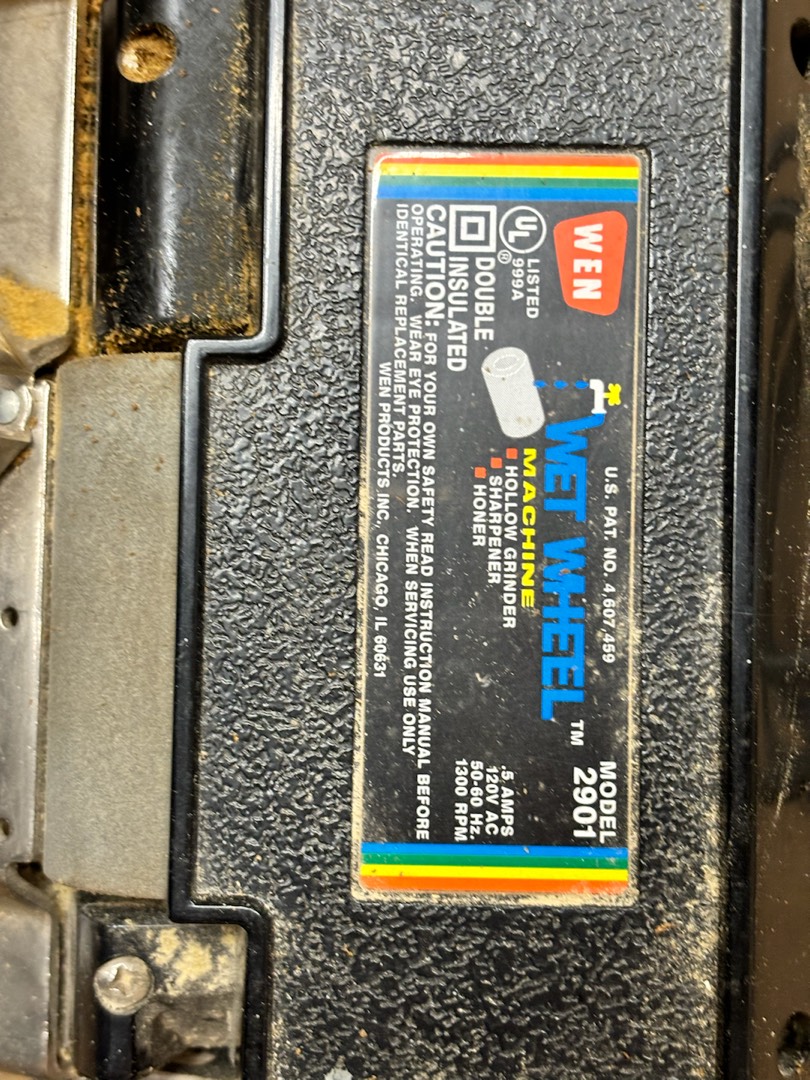 WEN
U.S. PAT. NO. 4,607,459
MODEL
2901
WET WHEEL™
MACHINE
HOLLOW GRINDER
SHARPENER
HONER
UL ®
LISTED
999A
.5 AMPS
120V AC
50-60 Hz.
1300 RPM
DOUBLE
INSULATED
CAUTION: FOR YOUR OWN SAFETY READ INSTRUCTION MANUAL BEFORE
OPERATING. WEAR EYE PROTECTION. WHEN SERVICING USE ONLY
IDENTICAL REPLACEMENT PARTS.
WEN PRODUCTS INC., CHICAGO, IL 60631